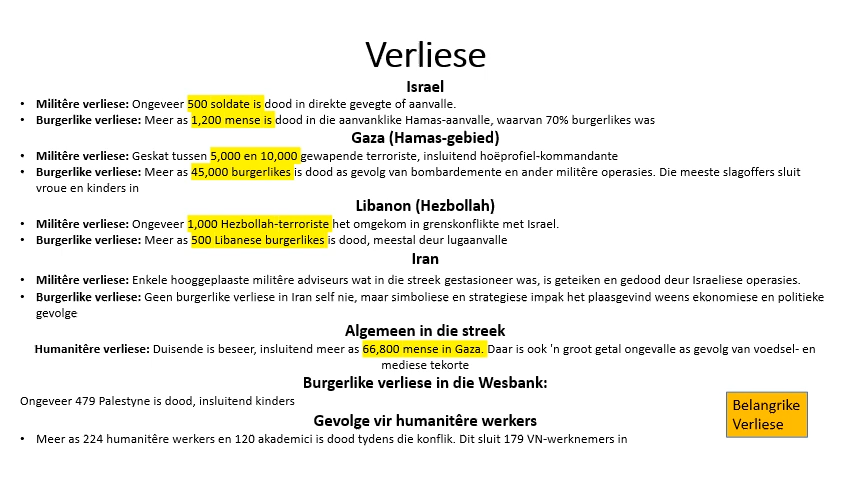 Verliese
Israel
• Militêre verliese: Ongeveer 500 soldate is dood in direkte gevegte of aanvalle.
• Burgerlike verliese: Meer as 1,200 mense is dood in die aanvanklike Hamas-aanvalle, waarvan 70% burgerlikes was
Gaza (Hamas-gebied)
• Militêre verliese: Geskat tussen 5,000 en 10,000 gewapende terroriste, insluitend hoëprofiel-kommandante
• Burgerlike verliese: Meer as 45,000 burgerlikes is dood as gevolg van bombardemente en ander militêre operasies. Die meeste slagoffers sluit
vroue en kinders in
Libanon (Hezbollah)
• Militêre verliese: Ongeveer 1,000 Hezbollah-terroriste het omgekom in grenskonflikte met Israel.
• Burgerlike verliese: Meer as 500 Libanese burgerlikes is dood, meestal deur lugaanvalle
Iran
• Militêre verliese: Enkele hooggeplaaste militêre adviseurs wat in die streek gestasioneer was, is geteiken en gedood deur Israeliese operasies.
• Burgerlike verliese: Geen burgerlike verliese in Iran self nie, maar simboliese en strategiese impak het plaasgevind weens ekonomiese en politieke
gevolge
Algemeen in die streek
Humanitêre verliese: Duisende is beseer, insluitend meer as 66,800 mense in Gaza. Daar is ook 'n groot getal ongevalle as gevolg van voedsel- en
mediese tekorte
Burgerlike verliese in die Wesbank:
Ongeveer 479 Palestyne is dood, insluitend kinders
Gevolge vir humanitêre werkers
• Meer as 224 humanitêre werkers en 120 akademici is dood tydens die konflik. Dit sluit 179 VN-werknemers in
Belangrike
Verliese